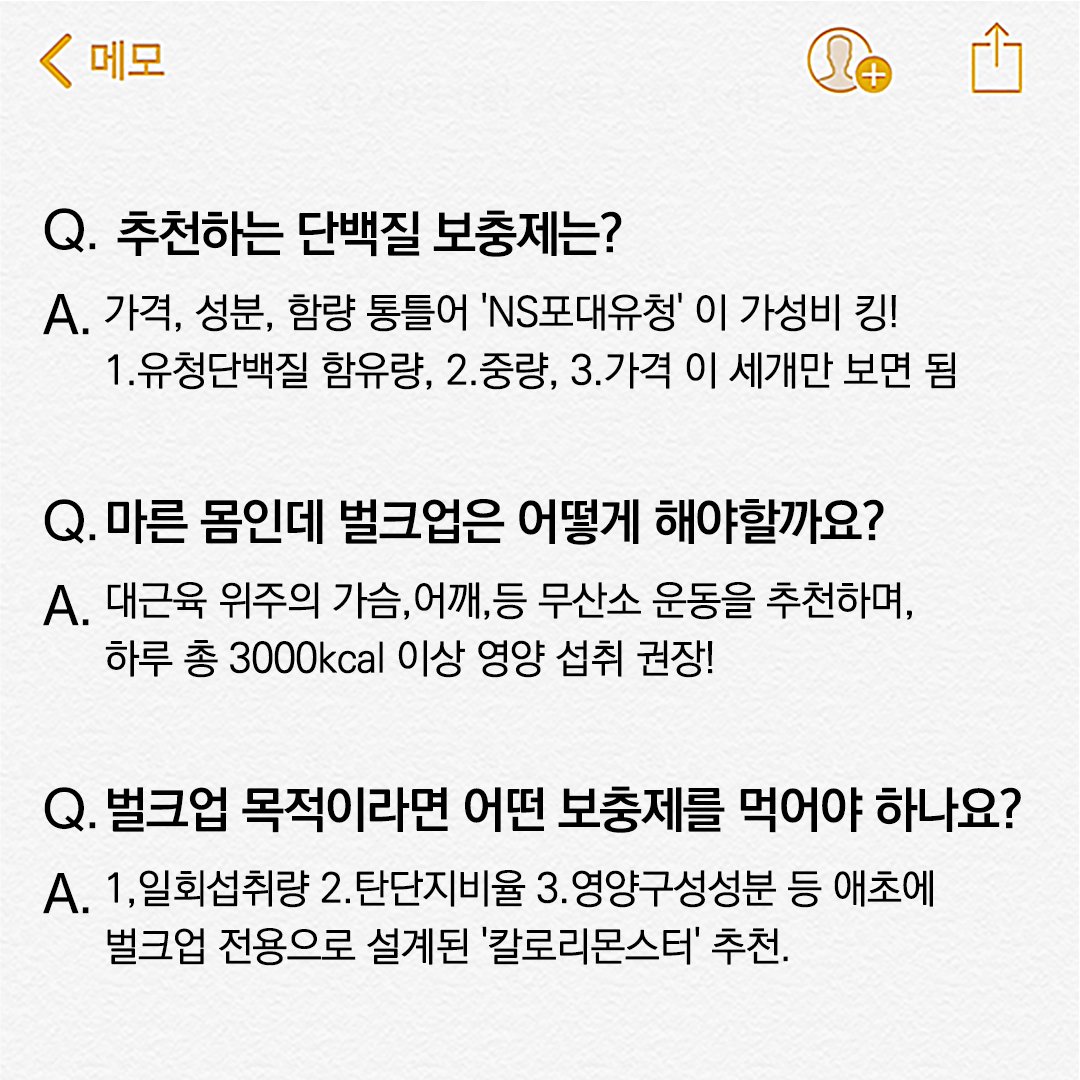 메모
Q. 추천하는 단백질 보충제는?
A. 가격, 성분, 함량 통틀어 'NS포대유청' 이 가성비 킹!
1.유청단백질 함유량, 2.중량, 3.가격 이 세개만 보면 됨
Q. 마른 몸인데 벌크업은 어떻게 해야할까요?
A. 대근육 위주의 가슴,어깨,등 무산소 운동을 추천하며,
하루 총 3000kcal 이상 영양 섭취 권장!
Q. 벌크업 목적이라면 어떤 보충제를 먹어야 하나요?
A. 1,일회섭취량 2.탄단지비율 3.영양구성성분 등 애초에
벌크업 전용으로 설계된 '칼로리몬스터' 추천.